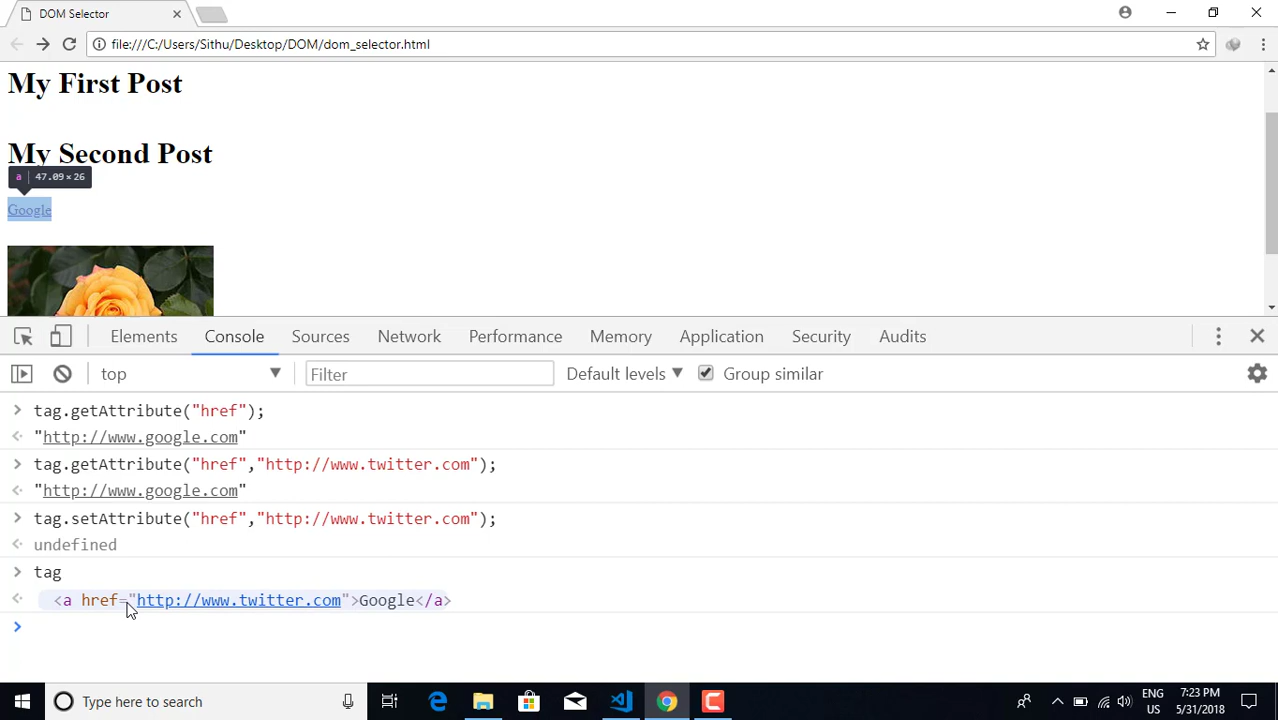 DOM Selector
file:///C:/Users/Sithu/Desktop/DOM/dom_selector.html
My First Post
My Second Post
a 47.09×26
Google
Elements Console Sources Network Performance Memory Application Security Audits
top Filter Default levels Group similar
tag.getAttribute("href");
"http://www.google.com"
tag.getAttribute("href","http://www.twitter.com");
"http://www.google.com"
tag.setAttribute("href","http://www.twitter.com");
undefined
tag
<a href="http://www.twitter.com">Google</a>
Type here to search
ENG 7:23 PM
US 5/31/2018